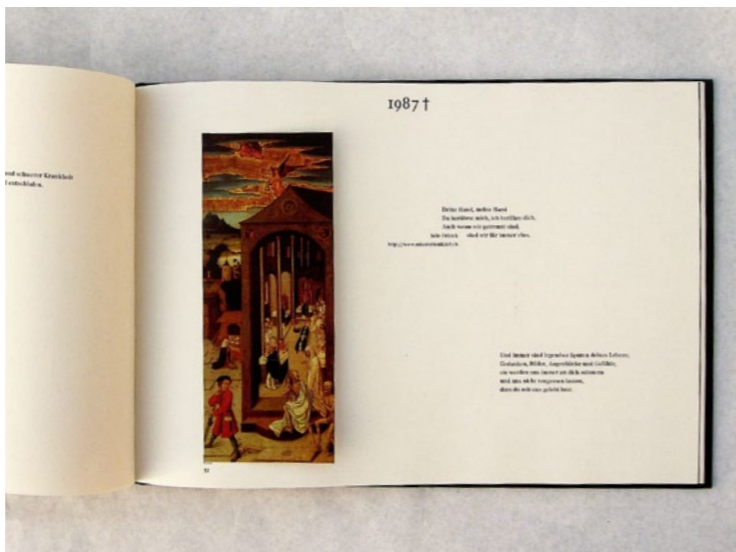 und schwerer Krankheit
entschlafen.
1987†
Deine Hand, meine Hand
Du berührst mich, ich berühre dich.
Auch wenn wir getrennt sind,
sind wir für immer eins.
Und immer sind irgendwo Spuren deines Lebens,
Gedanken, Bilder, Augenblicke und Gefühle,
sie werden uns immer an dich erinnern
und uns nicht vergessen lassen,
dass du mit uns gelebt hast.